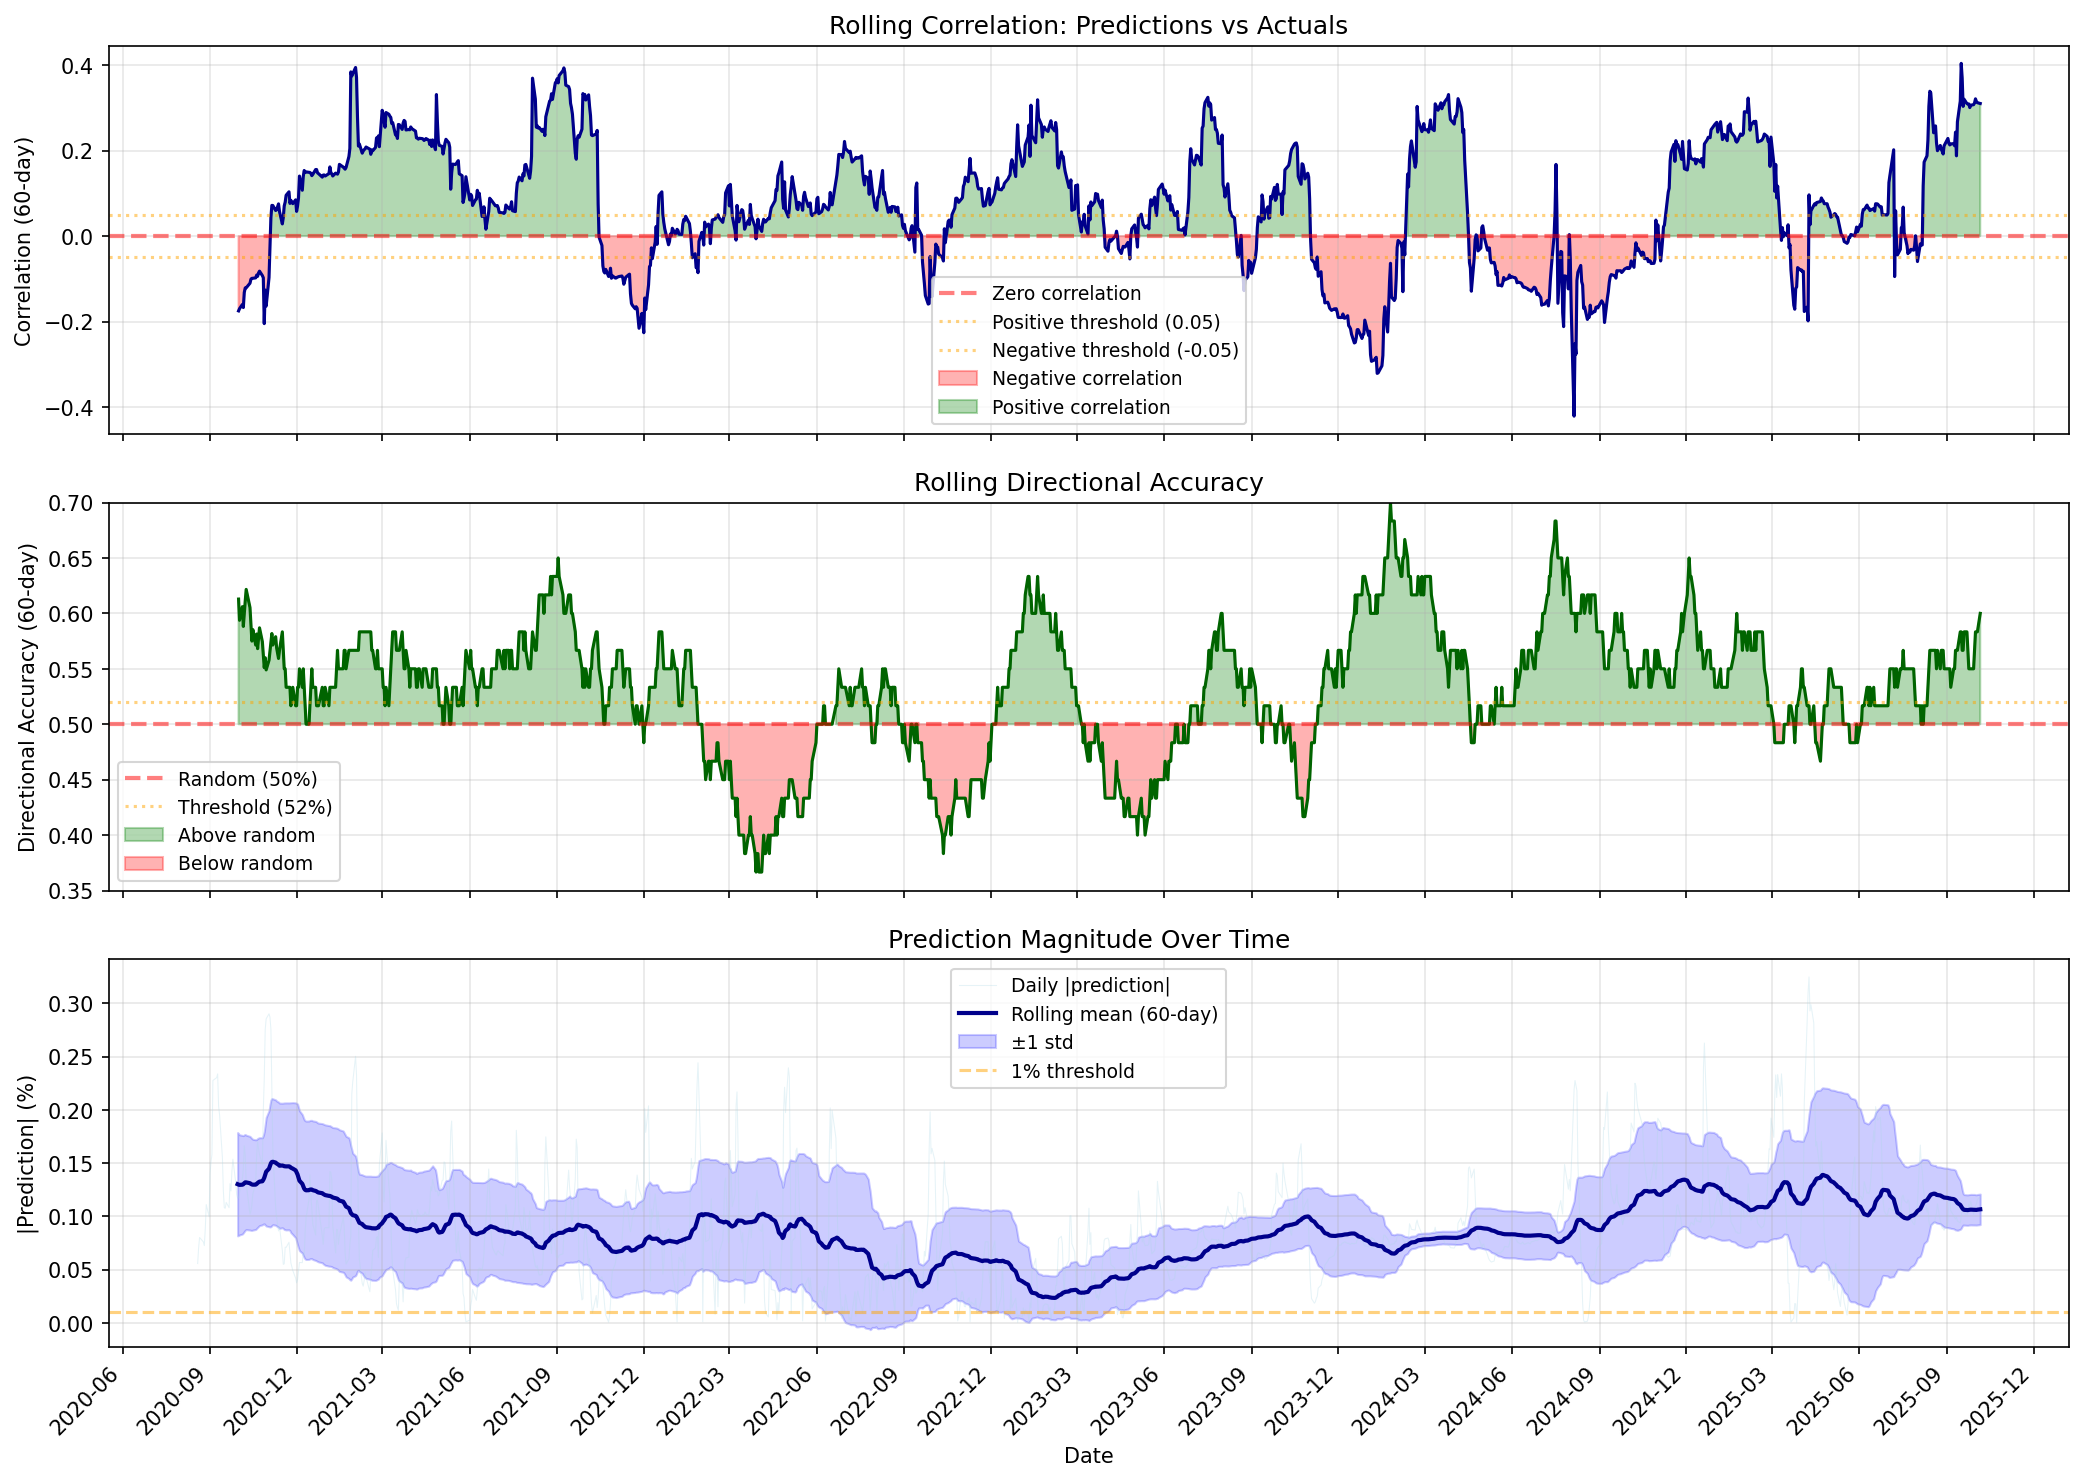 Rolling Correlation: Predictions vs Actuals
Correlation (60-day)
0.4
0.2
0.0
−0.2
−0.4
Zero correlation
Positive threshold (0.05)
Negative threshold (-0.05)
Negative correlation
Positive correlation
Rolling Directional Accuracy
Directional Accuracy (60-day)
0.70
0.65
0.60
0.55
0.50
0.45
0.40
0.35
Random (50%)
Threshold (52%)
Above random
Below random
Prediction Magnitude Over Time
|Prediction| (%)
0.30
0.25
0.20
0.15
0.10
0.05
0.00
Daily |prediction|
Rolling mean (60-day)
±1 std
1% threshold
2020-06
2020-09
2020-12
2021-03
2021-06
2021-09
2021-12
2022-03
2022-06
2022-09
2022-12
2023-03
2023-06
2023-09
2023-12
2024-03
2024-06
2024-09
2024-12
2025-03
2025-06
2025-09
2025-12
Date